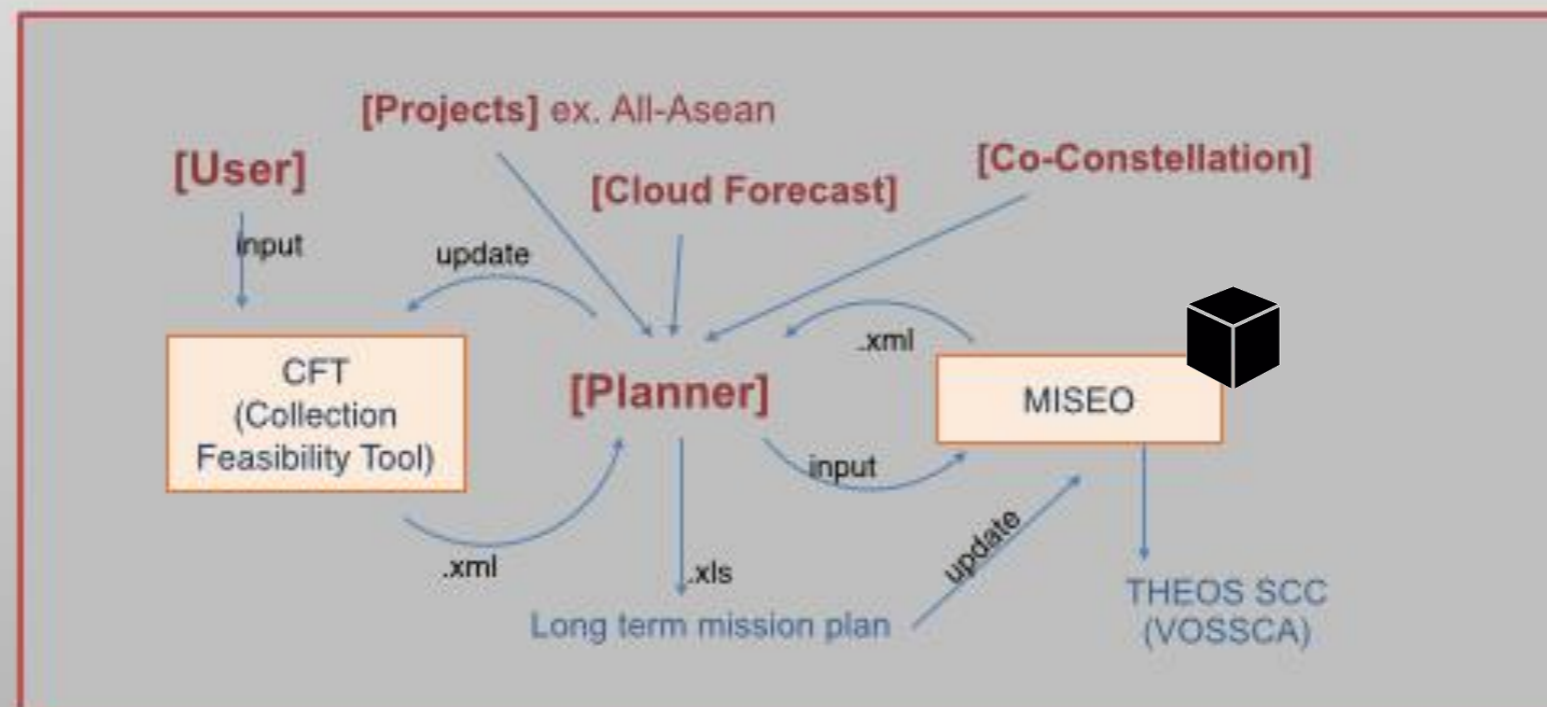 [Projects] ex. All-Asean
[User]
[Cloud Forecast]
[Co-Constellation]
input
update
.xml
CFT
(Collection
Feasibility Tool)
[Planner]
MISEO
input
.xml
.xls
update
Long term mission plan
THEOS SCC
(VOSSCA)